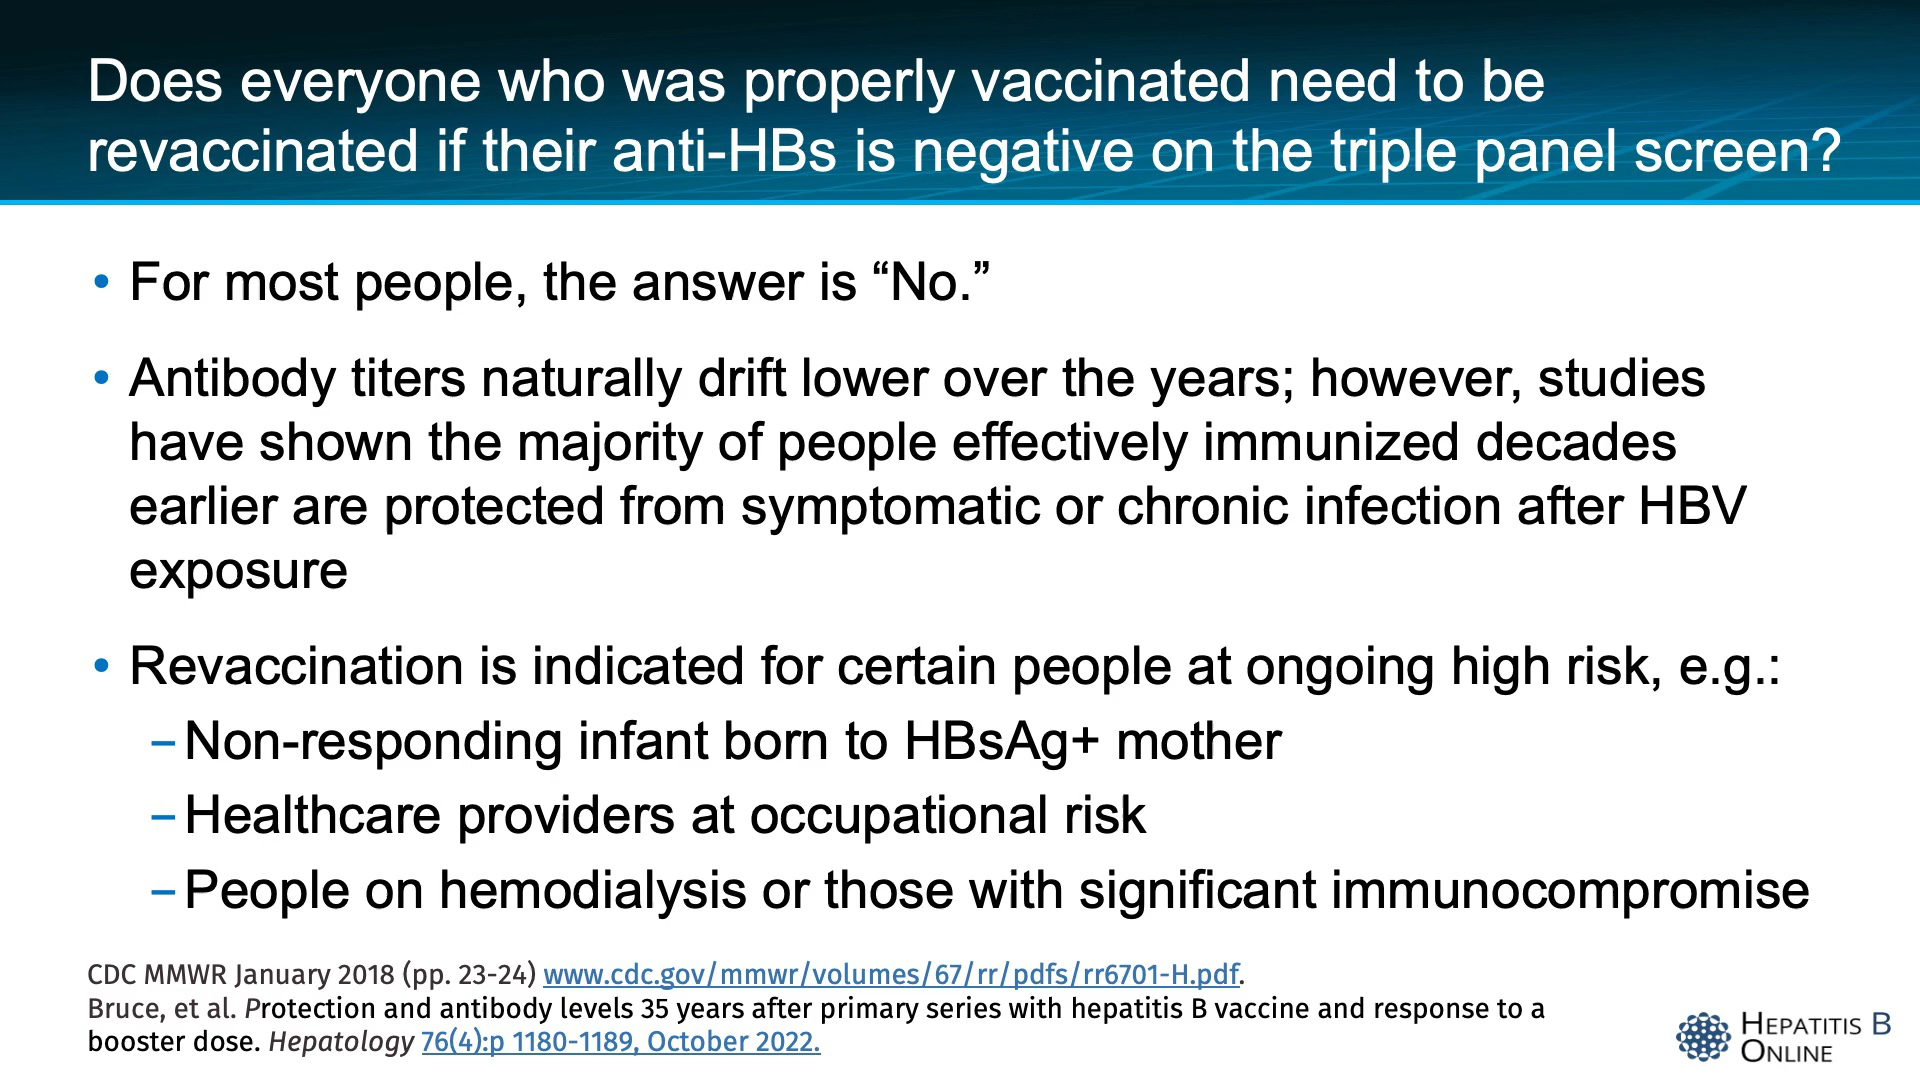 Does everyone who was properly vaccinated need to be
revaccinated if their anti-HBs is negative on the triple panel screen?
• For most people, the answer is “No.”
• Antibody titers naturally drift lower over the years; however, studies
have shown the majority of people effectively immunized decades
earlier are protected from symptomatic or chronic infection after HBV
exposure
• Revaccination is indicated for certain people at ongoing high risk, e.g.:
– Non-responding infant born to HBsAg+ mother
– Healthcare providers at occupational risk
– People on hemodialysis or those with significant immunocompromise
CDC MMWR January 2018 (pp. 23-24) www.cdc.gov/mmwr/volumes/67/rr/pdfs/rr6701-H.pdf.
Bruce, et al. Protection and antibody levels 35 years after primary series with hepatitis B vaccine and response to a
booster dose. Hepatology 76(4):p 1180-1189, October 2022.
HEPATITIS B
ONLINE